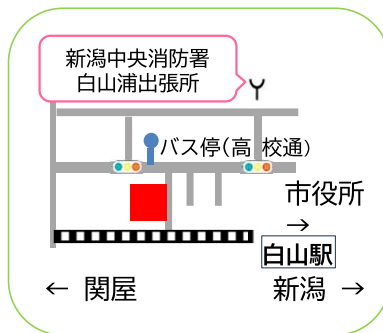 新潟中央消防署
白山浦出張所
バス停(高 校通)
市役所
→
白山駅
← 関屋
新潟 →